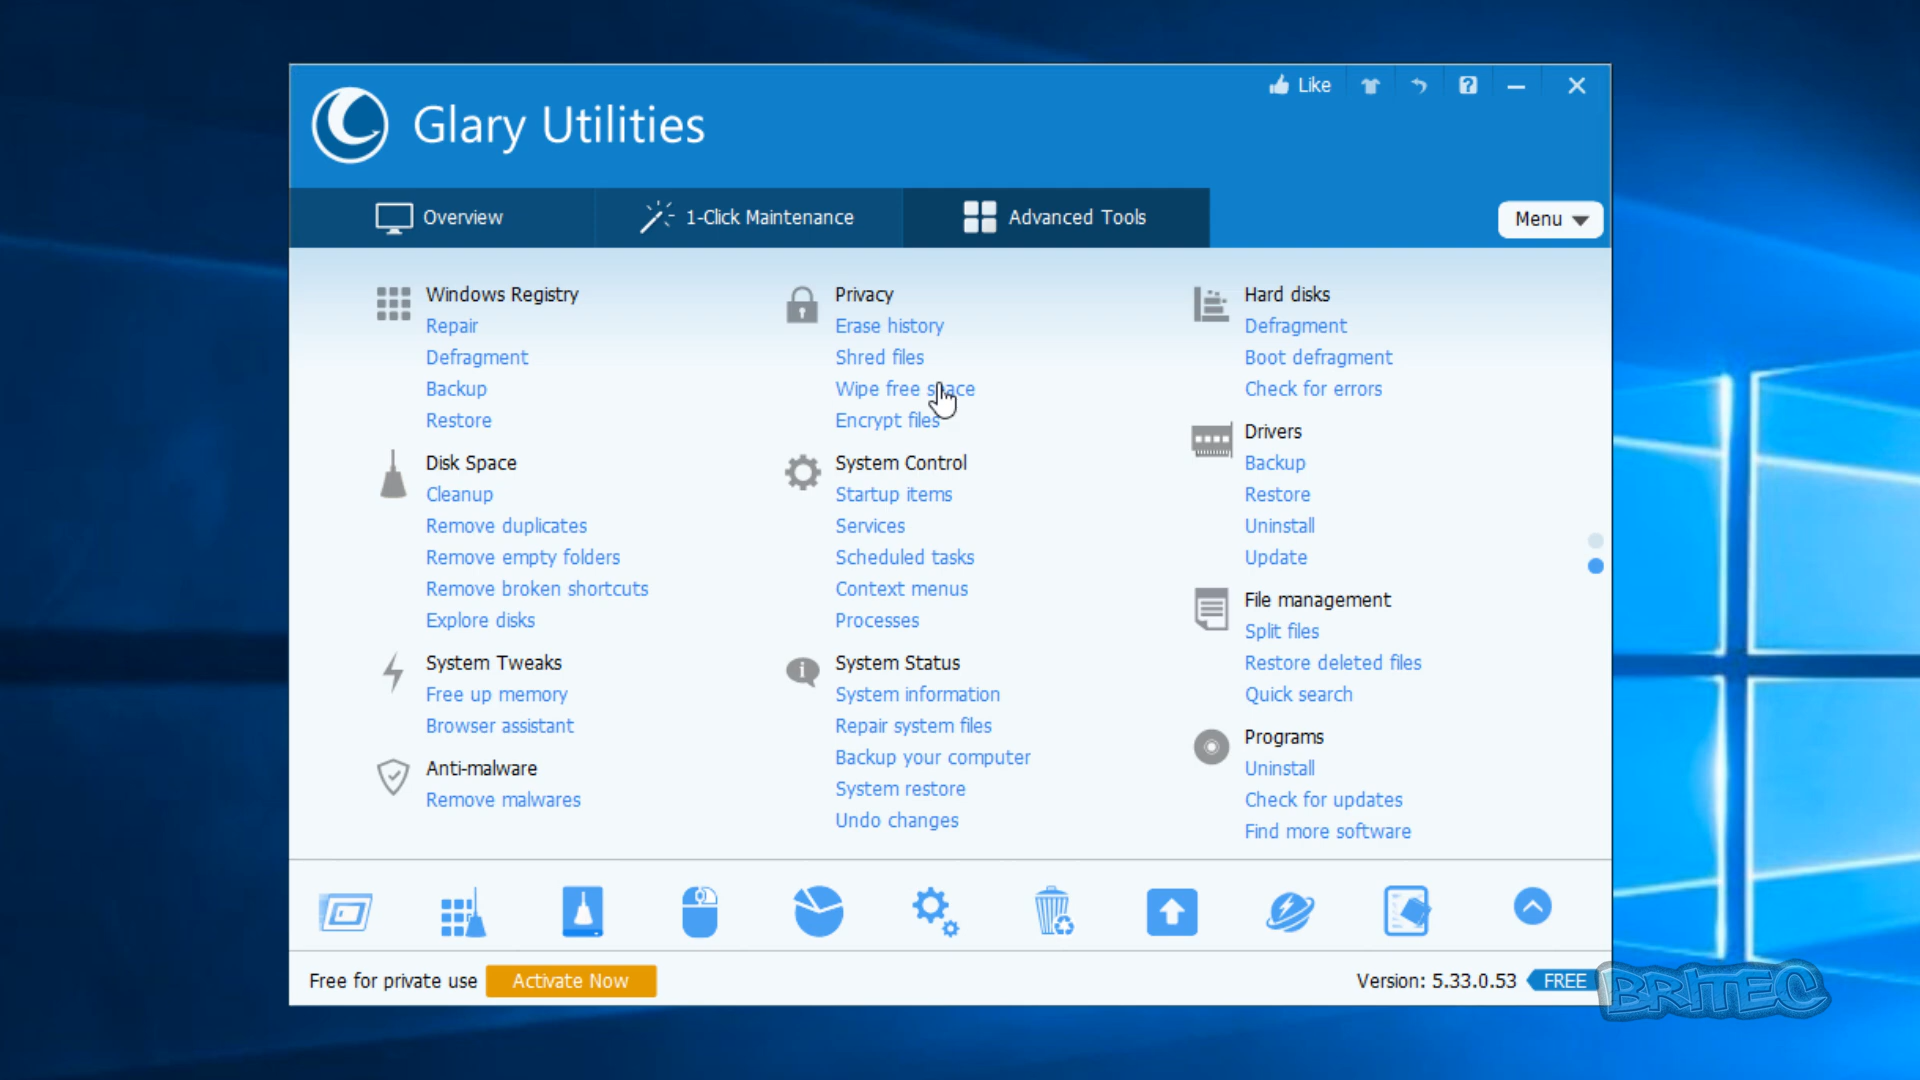 Like
Glary Utilities
Overview
1-Click Maintenance
Advanced Tools
Menu
Windows Registry
Repair
Defragment
Backup
Restore
Disk Space
Cleanup
Remove duplicates
Remove empty folders
Remove broken shortcuts
Explore disks
System Tweaks
Free up memory
Browser assistant
Anti-malware
Remove malwares
Privacy
Erase history
Shred files
Wipe free space
Encrypt files
System Control
Startup items
Services
Scheduled tasks
Context menus
Processes
System Status
System information
Repair system files
Backup your computer
System restore
Undo changes
Hard disks
Defragment
Boot defragment
Check for errors
Drivers
Backup
Restore
Uninstall
Update
File management
Split files
Restore deleted files
Quick search
Programs
Uninstall
Check for updates
Find more software
Free for private use
Activate Now
Version: 5.33.0.53
FREE
BRITEC